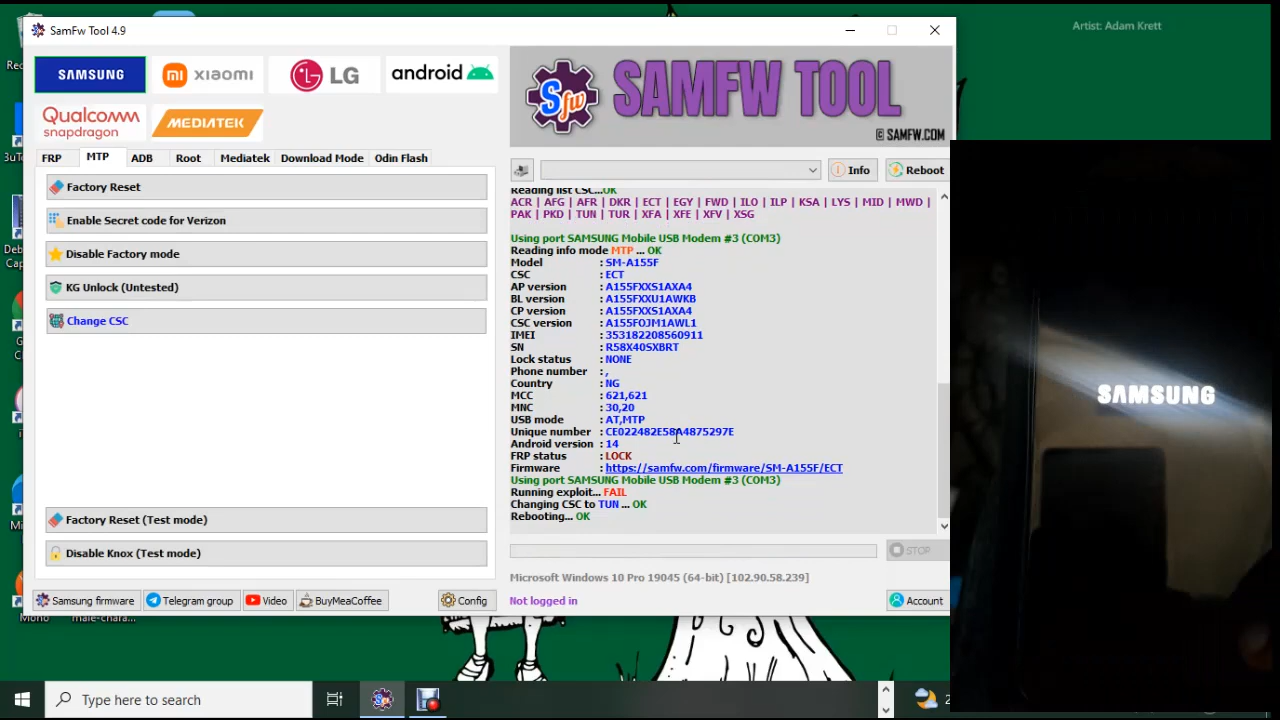 Artist: Adam Krett
SamFw Tool 4.9
SAMSUNG
mi xiaomi
LG
android
Qualcomm
snapdragon
MEDIATEK
Sfw
SAMFW TOOL
© SAMFW.COM
FRP MTP ADB Root Mediatek Download Mode Odin Flash
Info
Reboot
Factory Reset
Enable Secret code for Verizon
Disable Factory mode
KG Unlock (Untested)
Change CSC
Factory Reset (Test mode)
Disable Knox (Test mode)
Reading list CSC...OK
ACR | AFG | AFR | DKR | ECT | EGY | FWD | ILO | ILP | KSA | LYS | MID | MWD |
PAK | PKD | TUN | TUR | XFA | XFE | XFV | XSG
Using port SAMSUNG Mobile USB Modem #3 (COM3)
Reading info mode MTP ... OK
Model : SM-A155F
CSC : ECT
AP version : A155FXXS1AXA4
BL version : A155FXXU1AWKB
CP version : A155FXXS1AXA4
CSC version : A155FOJM1AWL1
IMEI : 353182208560911
SN : R58X40SXBRT
Lock status : NONE
Phone number : ,
Country : NG
MCC : 621,621
MNC : 30,20
USB mode : AT,MTP
Unique number : CE022482E58A4875297E
Android version : 14
FRP status : LOCK
Firmware : https://samfw.com/firmware/SM-A155F/ECT
Using port SAMSUNG Mobile USB Modem #3 (COM3)
Running exploit... FAIL
Changing CSC to TUN ... OK
Rebooting... OK
STOP
Microsoft Windows 10 Pro 19045 (64-bit) [102.90.58.239]
Samsung firmware
Telegram group
Video
BuyMeaCoffee
Config
Not logged in
Account
SAMSUNG
Type here to search